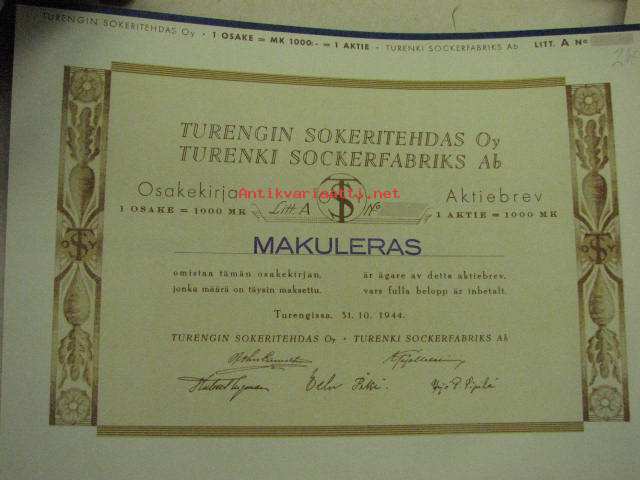 TURENGIN SOKERITEHDAS Oy · 1 OSAKE = MK 1000:- = 1 AKTIE · TURENKI SOCKERFABRIKS Ab LITT. A No
TURENGIN SOKERITEHDAS Oy
TURENKI SOCKERFABRIKS Ab
Osakekirja Aktiebrev
Antikvariaatti.net
1 OSAKE = 1000 MK Litt. A TS No 1 AKTIE = 1000 MK
MAKULERAS
omistaa tämän osakekirjan, är ägare av detta aktiebrev,
jonka määrä on täysin maksettu. vars fulla belopp är inbetalt.
Turengissa, 31. 10. 1944.
TURENGIN SOKERITEHDAS Oy · TURENKI SOCKERFABRIKS Ab